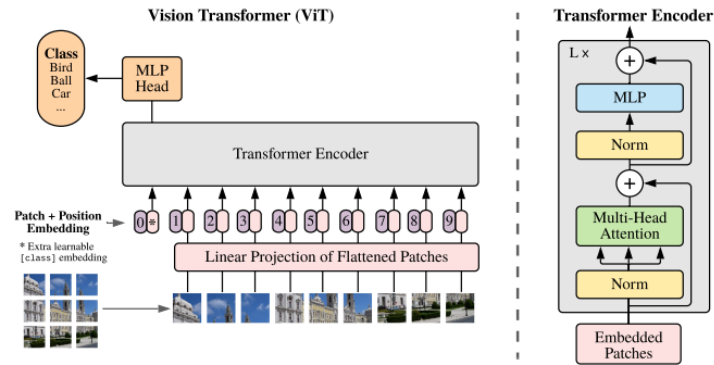 Vision Transformer (ViT)
Class
Bird
Ball
Car
...
MLP
Head
Transformer Encoder
Patch + Position
Embedding
0 * 1 2 3 4 5 6 7 8 9
* Extra learnable
[class] embedding
Linear Projection of Flattened Patches
Transformer Encoder
L ×
+
MLP
Norm
+
Multi-Head
Attention
Norm
Embedded
Patches